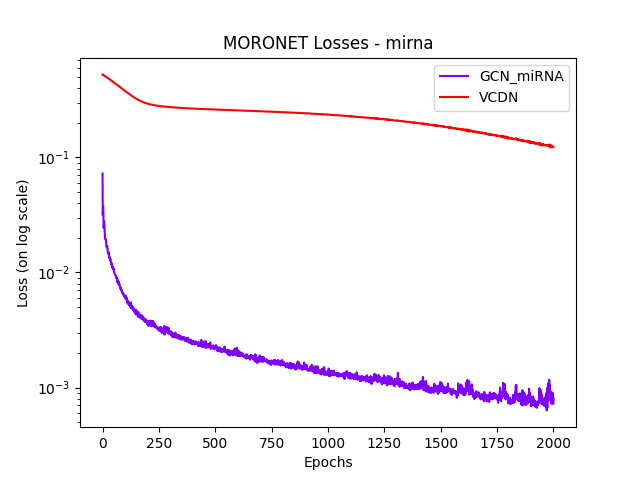 MORONET Losses - mirna
GCN_miRNA
VCDN
Loss (on log scale)
10⁻¹
10⁻²
10⁻³
0 250 500 750 1000 1250 1500 1750 2000
Epochs